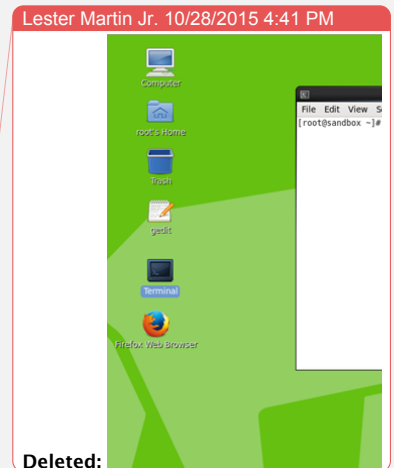 Lester Martin Jr. 10/28/2015 4:41 PM
Computer
root's Home
Trash
gedit
Terminal
Firefox Web Browser
File Edit View
[root@sandbox ~]#
Deleted: